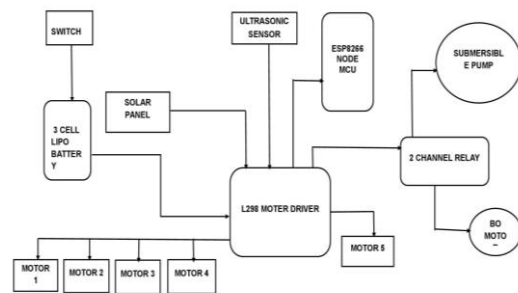 SWITCH
ULTRASONIC
SENSOR
ESP8266
NODE
MCU
SUBMERSIBL
E PUMP
SOLAR
PANEL
3 CELL
LIPO
BATTER
Y
2 CHANNEL RELAY
L298 MOTER DRIVER
BO
MOTO
MOTOR 5
MOTOR
1
MOTOR 2
MOTOR 3
MOTOR 4